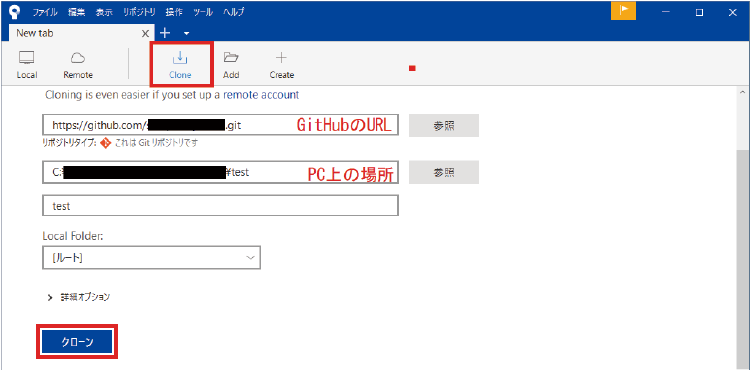 ファイル 編集 表示 リポジトリ 操作 ツール ヘルプ
New tab
Local Remote Clone Add Create
Cloning is even easier if you set up a remote account
https://github.com/ .git GitHubのURL 参照
リポジトリタイプ: これは Git リポジトリです
C:¥ ¥test PC上の場所 参照
test
Local Folder:
[ルート]
詳細オプション
クローン